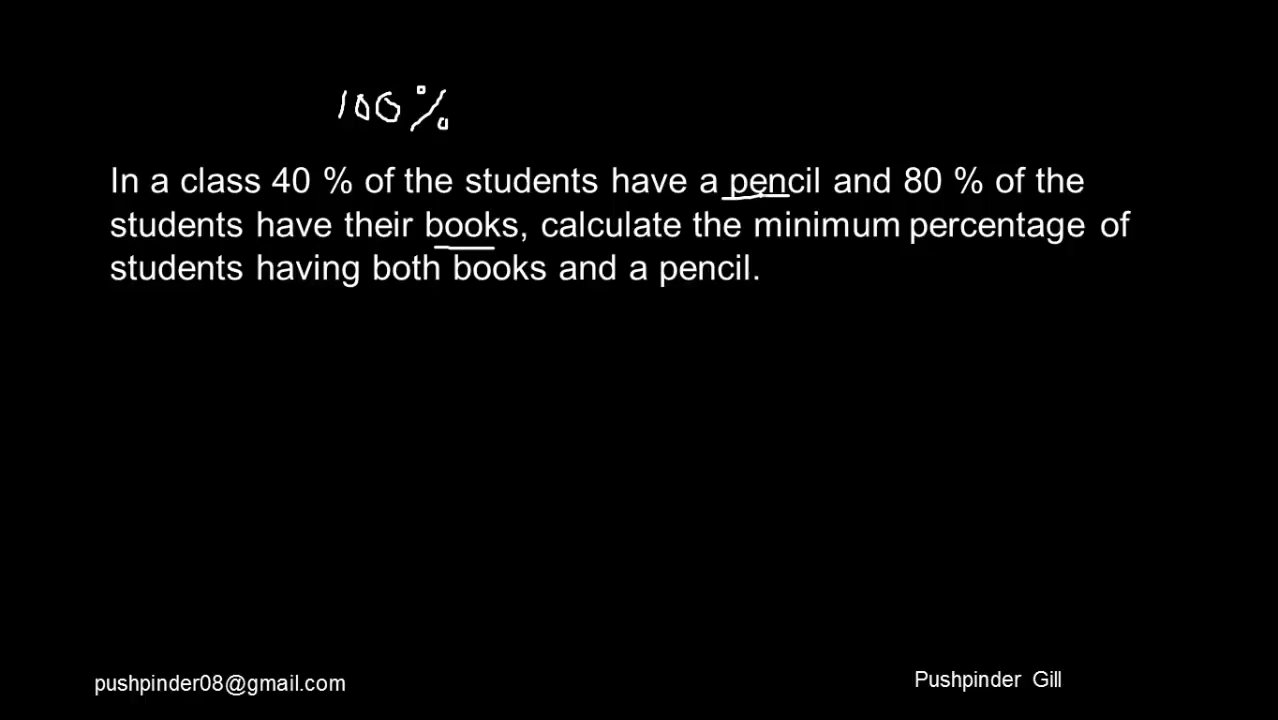 100%
In a class 40 % of the students have a pencil and 80 % of the
students have their books, calculate the minimum percentage of
students having both books and a pencil.
pushpinder08@gmail.com
Pushpinder Gill